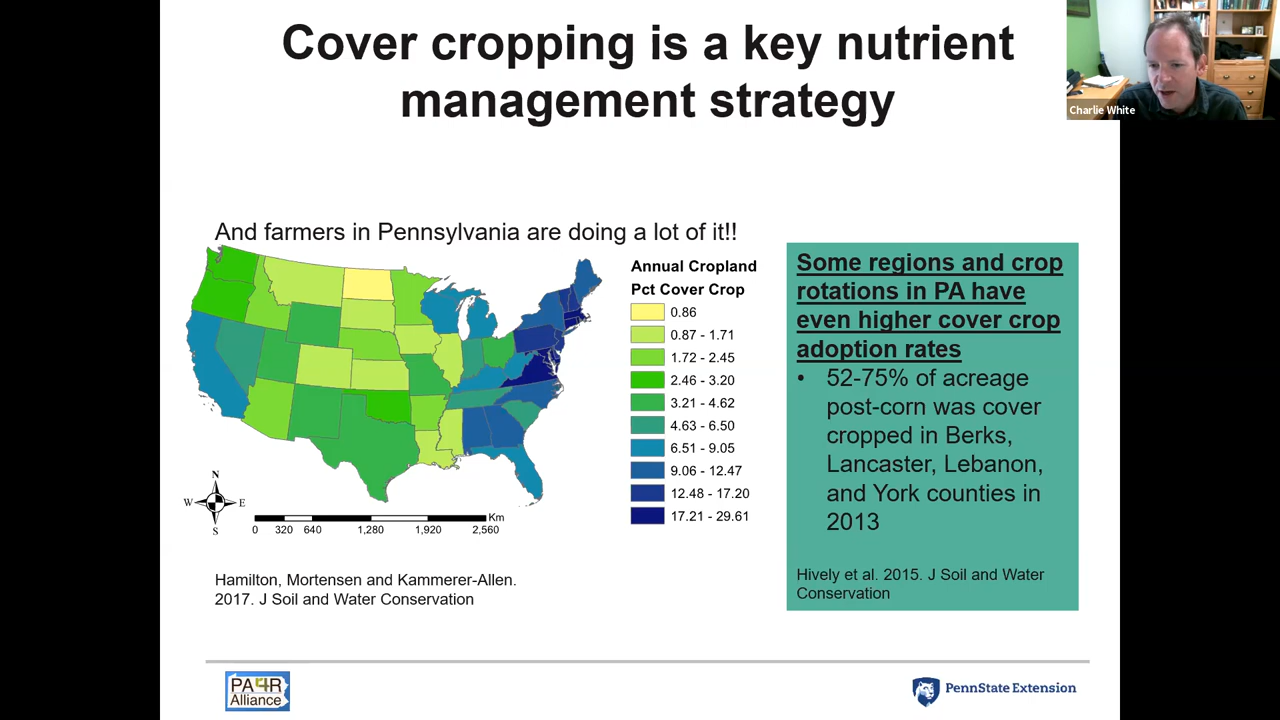 Cover cropping is a key nutrient
management strategy
Charlie White
And farmers in Pennsylvania are doing a lot of it!!
Annual Cropland
Pct Cover Crop
0.86
0.87 - 1.71
1.72 - 2.45
2.46 - 3.20
3.21 - 4.62
4.63 - 6.50
6.51 - 9.05
9.06 - 12.47
12.48 - 17.20
17.21 - 29.61
N
W E
S
Km
0 320 640 1,280 1,920 2,560
Hamilton, Mortensen and Kammerer-Allen.
2017. J Soil and Water Conservation
Some regions and crop
rotations in PA have
even higher cover crop
adoption rates
• 52-75% of acreage
post-corn was cover
cropped in Berks,
Lancaster, Lebanon,
and York counties in
2013
Hively et al. 2015. J Soil and Water
Conservation
PA4R
Alliance
PennState Extension